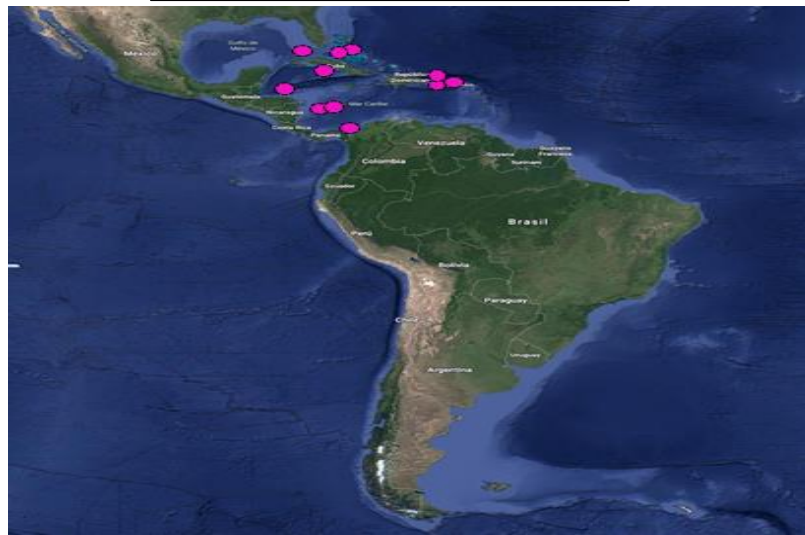 Golfo de
México
México
Cuba
República
Dominicana
Guatemala
Mar Caribe
Nicaragua
Costa Rica
Panamá
Venezuela
Guyana
Guayana
Francesa
Surinam
Colombia
Ecuador
Brasil
Perú
Bolivia
Paraguay
Chile
Uruguay
Argentina